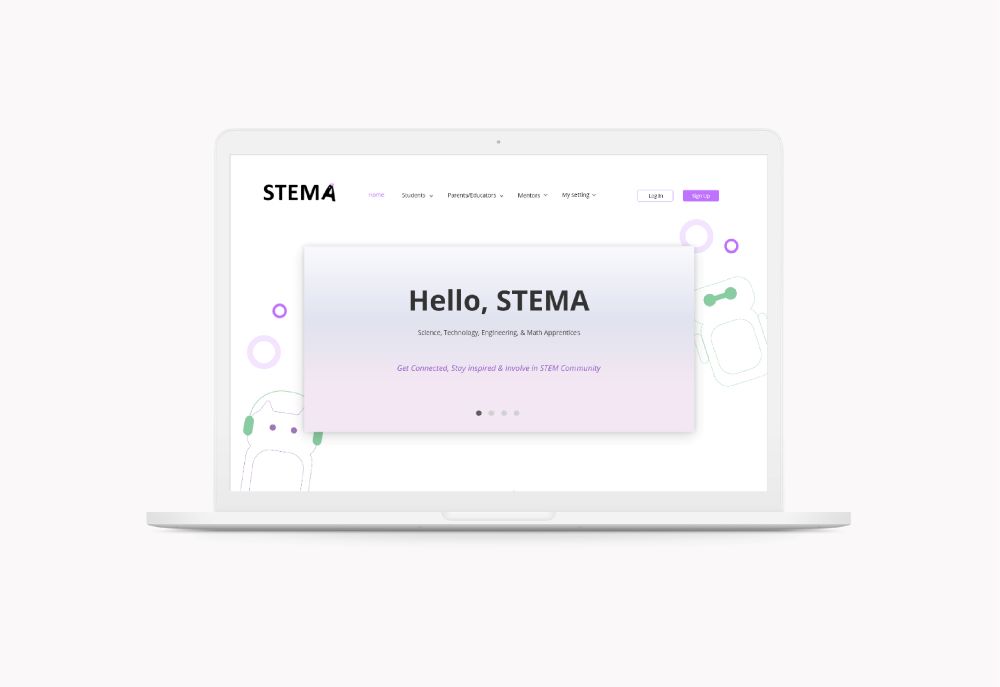 STEMA
Home Students Parents/Educators Mentors My setting Log In Sign Up
Hello, STEMA
Science, Technology, Engineering, & Math Apprentices
Get Connected, Stay inspired & involve in STEM Community